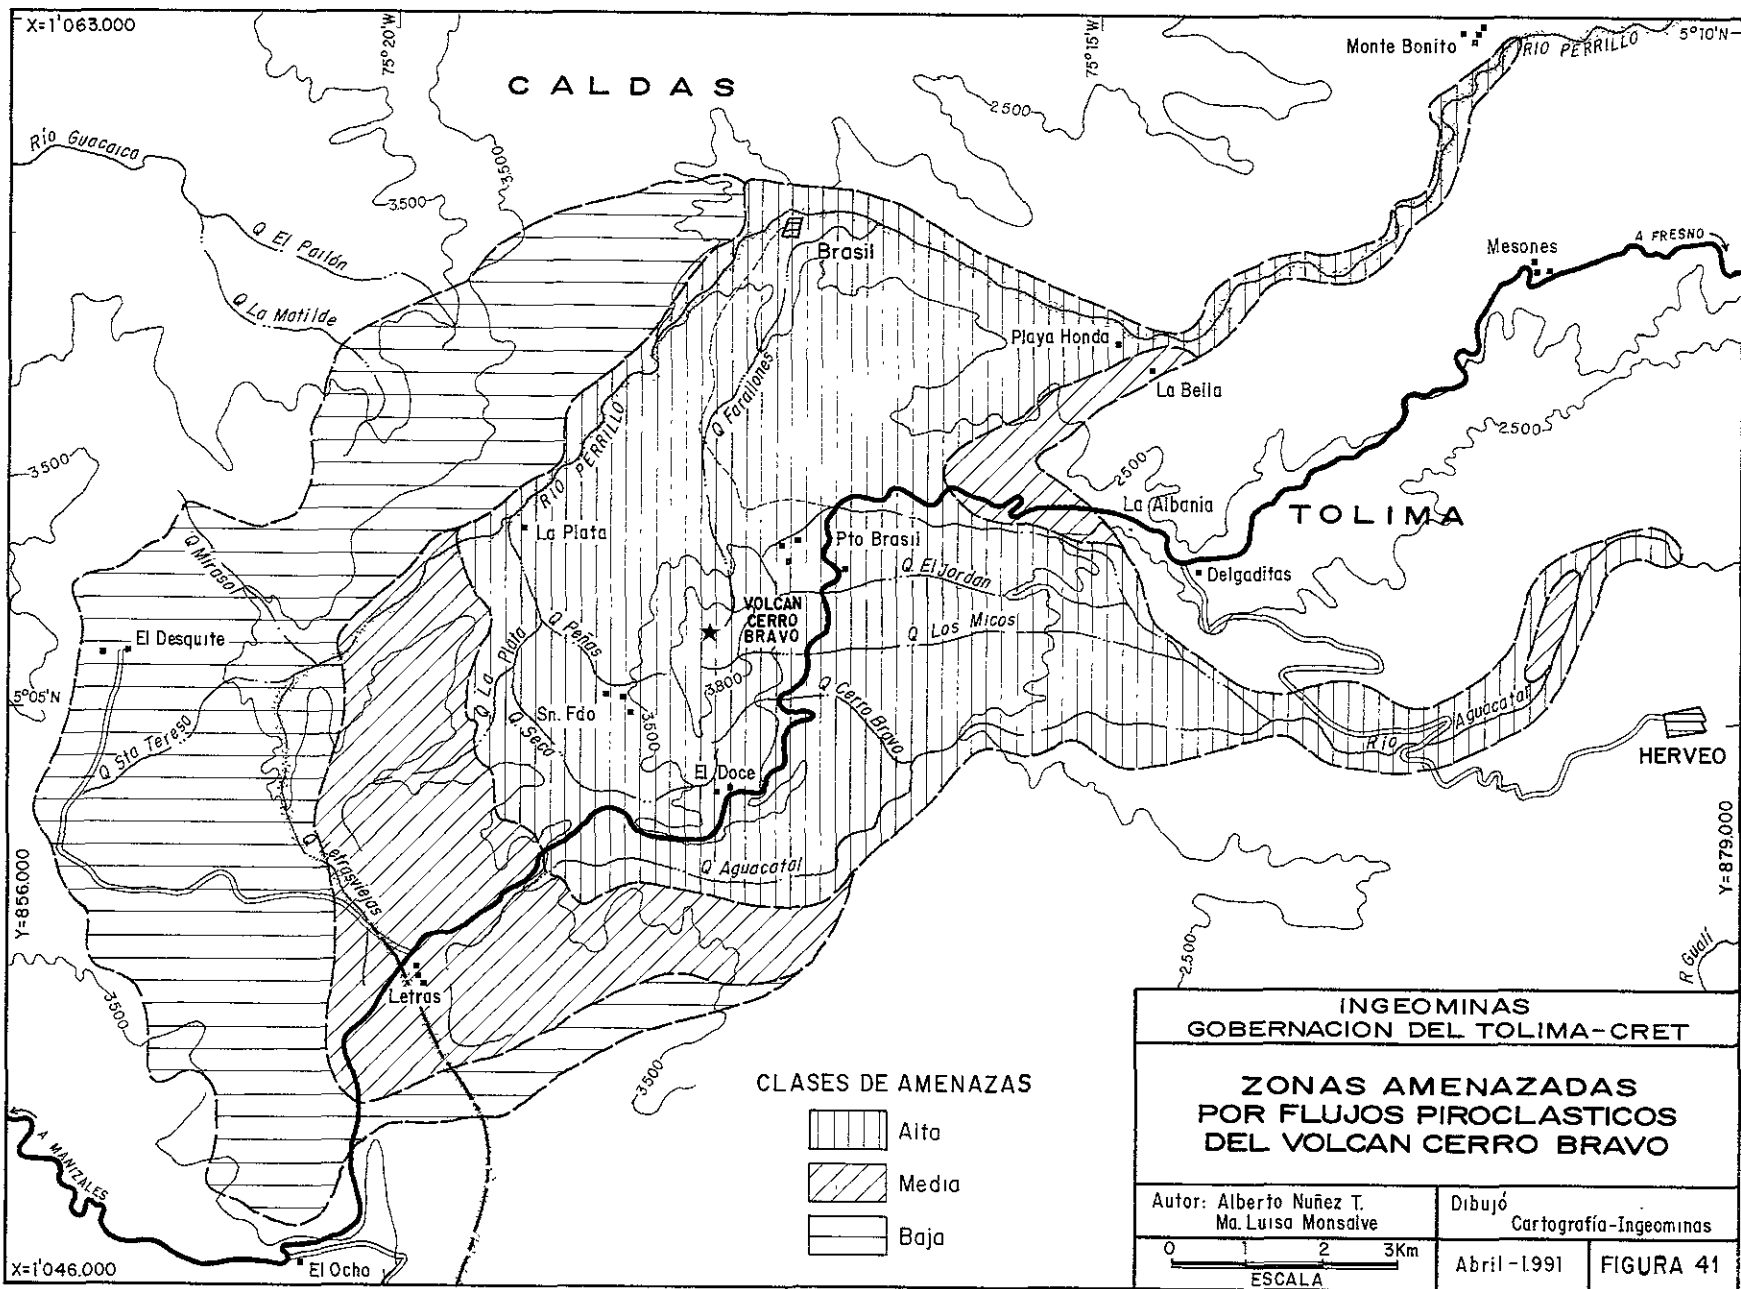 X=1'063.000
75°20'W
75°15'W
Monte Bonito
RIO PERRILLO
5°10'N
CALDAS
2.500
Río Guacaica
3.500
3.500
Q El Pailón
Q La Matilde
Brasil
Mesones
A FRESNO
Playa Honda
La Bella
Q Farallones
RIO PERRILLO
3.500
2.500
2.500
La Albania
TOLIMA
La Plata
Pto Brasil
Q El Jordan
Delgaditas
Q Mirasol
VOLCAN
CERRO
BRAVO
Q Los Micos
El Desquite
Q Peñas
Q La Plata
5°05'N
3.800
Q Cerro Bravo
Sn. Fdo
3.500
Q Seca
Q Sta Teresa
Río Aguacatal
HERVEO
El Doce
Q Aguacatal
Q Letrasviejas
Y=856.000
Y=879.000
2.500
R Gualí
Letras
3.500
3.500
A MANIZALES
El Ocho
X=1'046.000
CLASES DE AMENAZAS
Alta
Media
Baja
INGEOMINAS
GOBERNACION DEL TOLIMA-CRET
ZONAS AMENAZADAS
POR FLUJOS PIROCLASTICOS
DEL VOLCAN CERRO BRAVO
Autor: Alberto Nuñez T.
Ma. Luisa Monsalve
Dibujó
Cartografía-Ingeominas
0 1 2 3Km
ESCALA
Abril-1.991
FIGURA 41